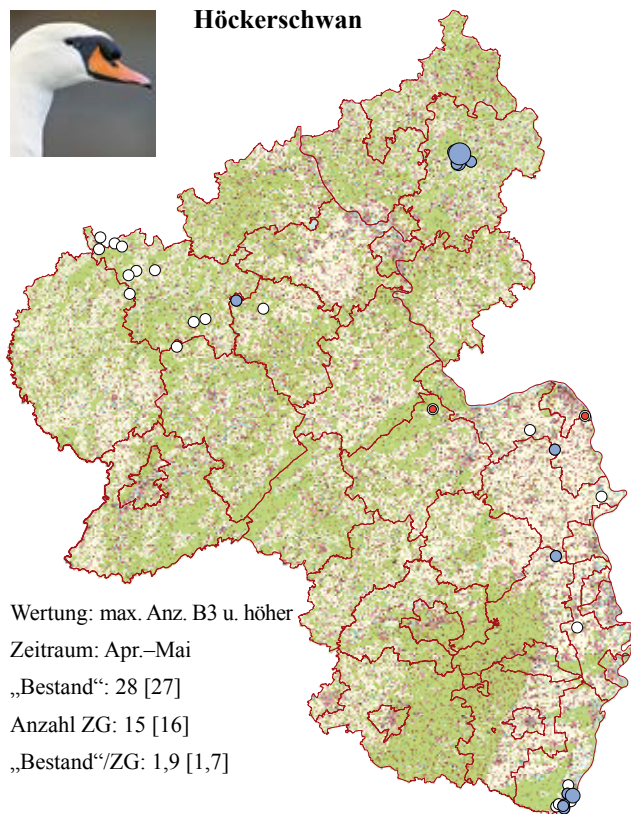 Höckerschwan
Wertung: max. Anz. B3 u. höher
Zeitraum: Apr.–Mai
„Bestand“: 28 [27]
Anzahl ZG: 15 [16]
„Bestand“/ZG: 1,9 [1,7]